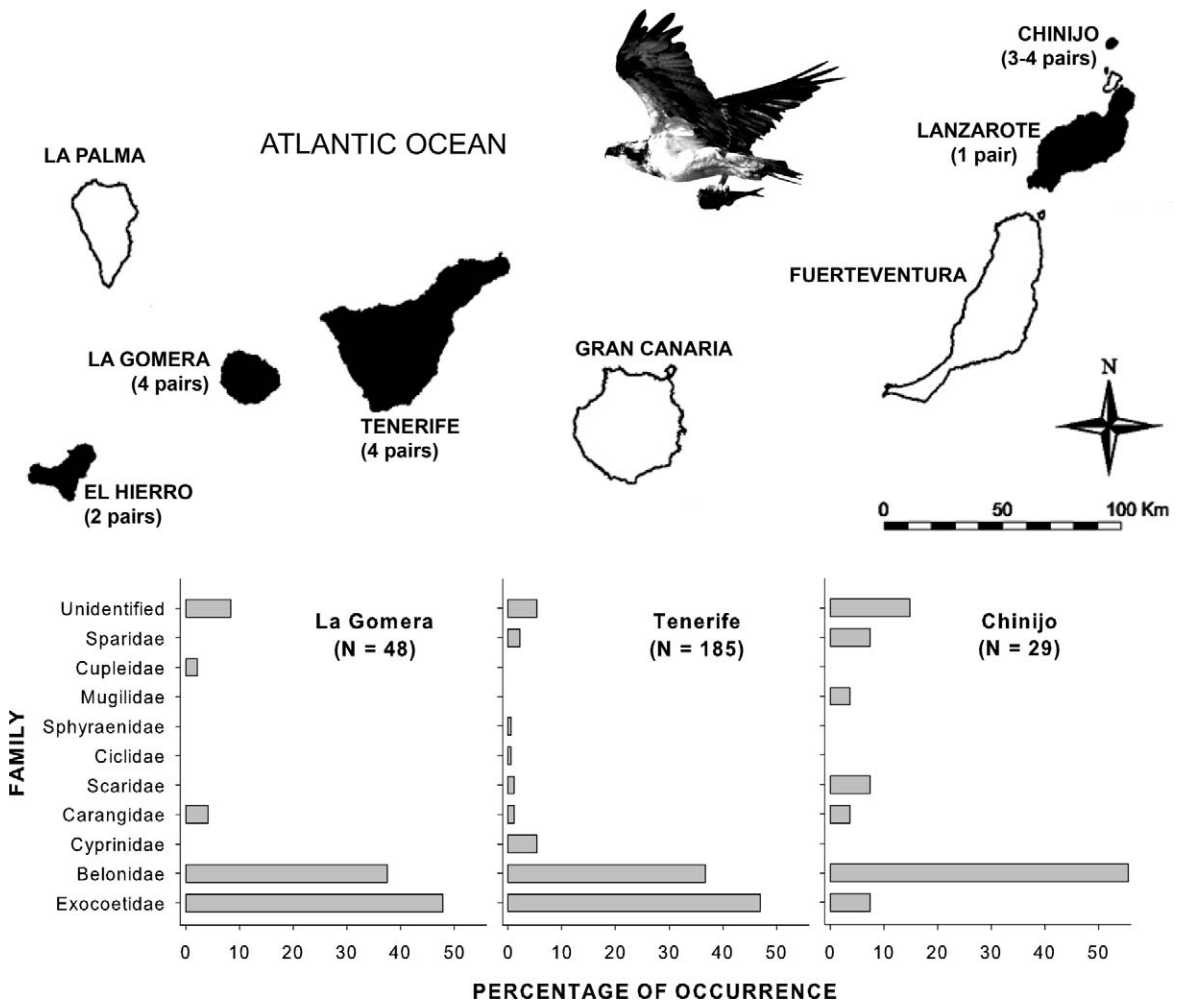 CHINIJO
(3-4 pairs)
LANZAROTE
(1 pair)
ATLANTIC OCEAN
LA PALMA
FUERTEVENTURA
LA GOMERA
(4 pairs)
GRAN CANARIA
N
TENERIFE
(4 pairs)
EL HIERRO
(2 pairs)
0 50 100 Km
FAMILY
Unidentified
Sparidae
Cupleidae
Mugilidae
Sphyraenidae
Ciclidae
Scaridae
Carangidae
Cyprinidae
Belonidae
Exocoetidae
La Gomera
(N = 48)
Tenerife
(N = 185)
Chinijo
(N = 29)
0 10 20 30 40 50
0 10 20 30 40 50
0 10 20 30 40 50
PERCENTAGE OF OCCURRENCE